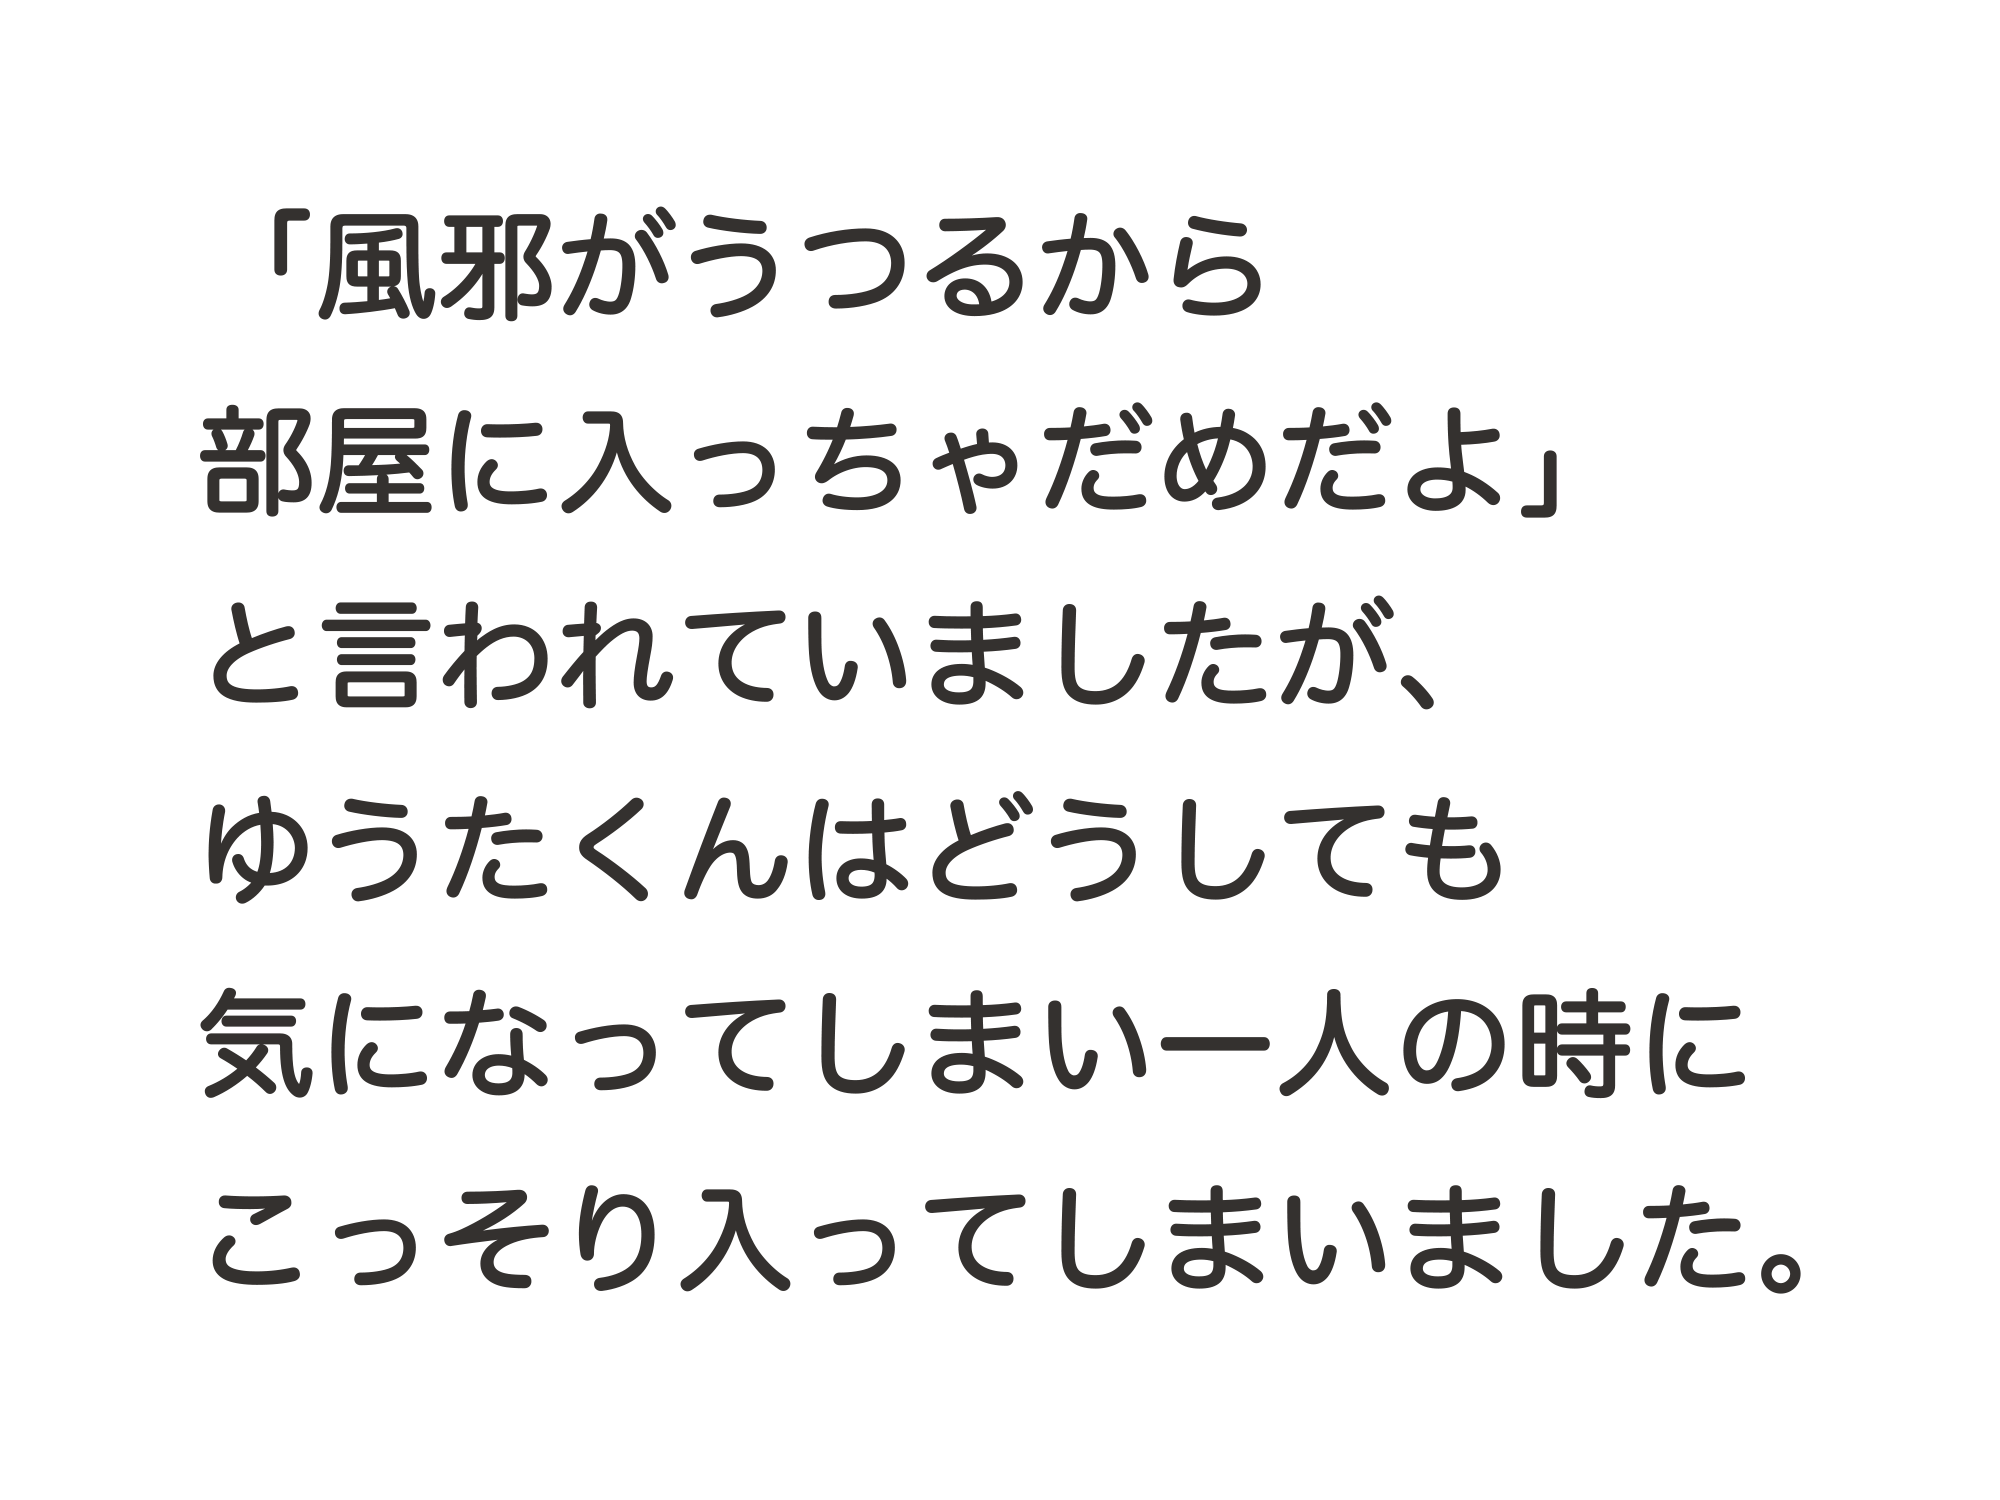 「風邪がうつるから
部屋に入っちゃだめだよ」
と言われていましたが、
ゆうたくんはどうしても
気になってしまい一人の時に
こっそり入ってしまいました。